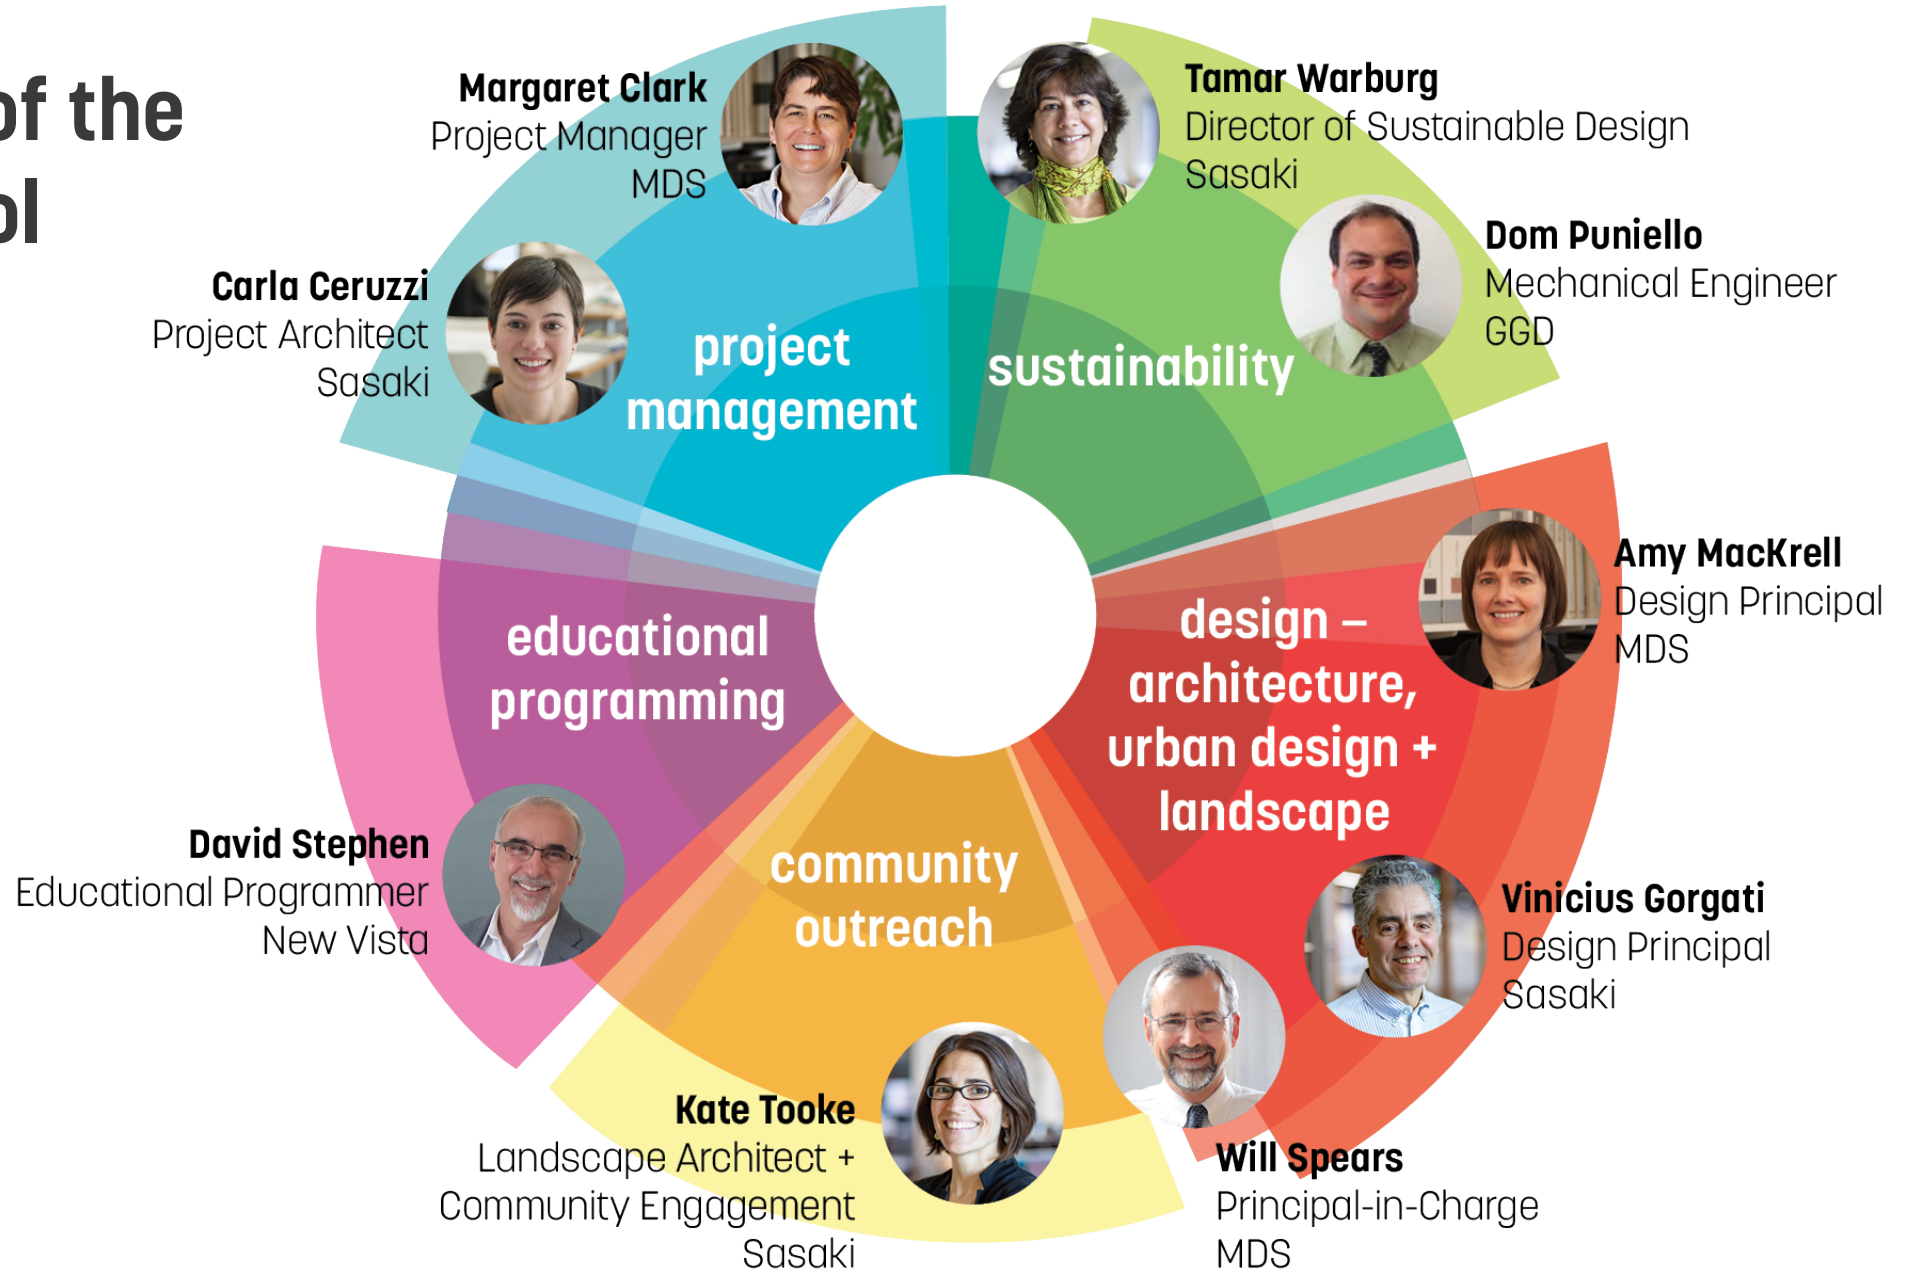 of the
ol
Margaret Clark
Project Manager
MDS
Tamar Warburg
Director of Sustainable Design
Sasaki
Dom Puniello
Mechanical Engineer
GGD
Carla Ceruzzi
Project Architect
Sasaki
project
management
sustainability
Amy MacKrell
Design Principal
MDS
educational
programming
design –
architecture,
urban design +
landscape
David Stephen
Educational Programmer
New Vista
community
outreach
Vinicius Gorgati
Design Principal
Sasaki
Kate Tooke
Landscape Architect +
Community Engagement
Sasaki
Will Spears
Principal-in-Charge
MDS